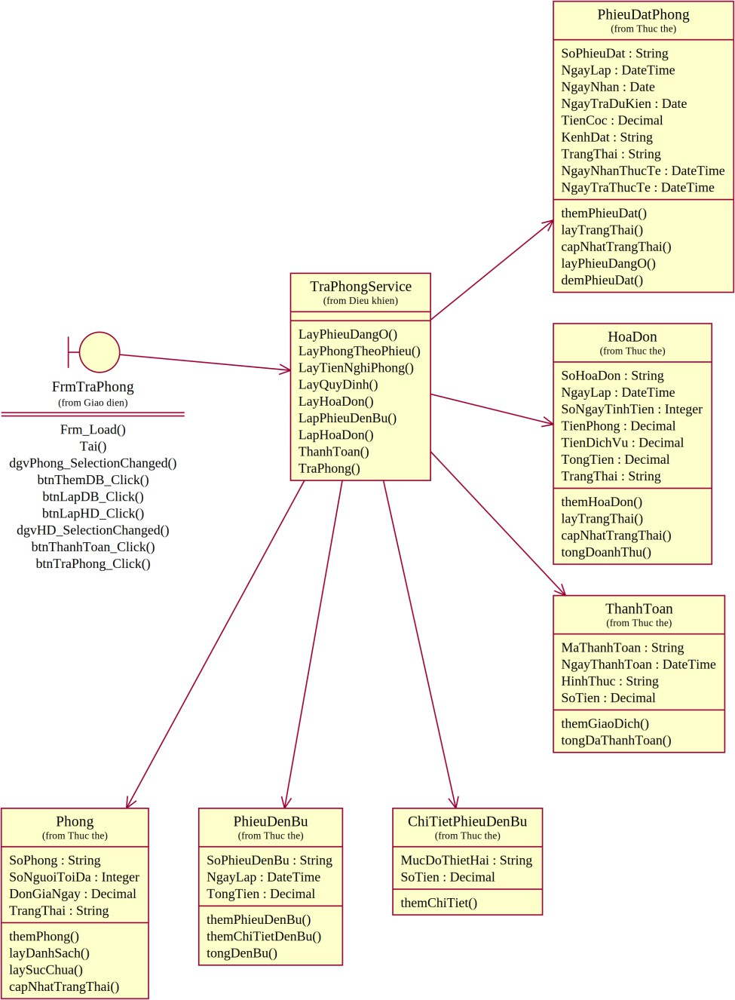 PhieuDatPhong
(from Thuc the)
SoPhieuDat : String
NgayLap : DateTime
NgayNhan : Date
NgayTraDuKien : Date
TienCoc : Decimal
KenhDat : String
TrangThai : String
NgayNhanThucTe : DateTime
NgayTraThucTe : DateTime
themPhieuDat()
layTrangThai()
capNhatTrangThai()
layPhieuDangO()
demPhieuDat()
TraPhongService
(from Dieu khien)
LayPhieuDangO()
LayPhongTheoPhieu()
LayTienNghiPhong()
LayQuyDinh()
LayHoaDon()
LapPhieuDenBu()
LapHoaDon()
ThanhToan()
TraPhong()
FrmTraPhong
(from Giao dien)
Frm_Load()
Tai()
dgvPhong_SelectionChanged()
btnThemDB_Click()
btnLapDB_Click()
btnLapHD_Click()
dgvHD_SelectionChanged()
btnThanhToan_Click()
btnTraPhong_Click()
HoaDon
(from Thuc the)
SoHoaDon : String
NgayLap : DateTime
SoNgayTinhTien : Integer
TienPhong : Decimal
TienDichVu : Decimal
TongTien : Decimal
TrangThai : String
themHoaDon()
layTrangThai()
capNhatTrangThai()
tongDoanhThu()
ThanhToan
(from Thuc the)
MaThanhToan : String
NgayThanhToan : DateTime
HinhThuc : String
SoTien : Decimal
themGiaoDich()
tongDaThanhToan()
Phong
(from Thuc the)
SoPhong : String
SoNguoiToiDa : Integer
DonGiaNgay : Decimal
TrangThai : String
themPhong()
layDanhSach()
laySucChua()
capNhatTrangThai()
PhieuDenBu
(from Thuc the)
SoPhieuDenBu : String
NgayLap : DateTime
TongTien : Decimal
themPhieuDenBu()
themChiTietDenBu()
tongDenBu()
ChiTietPhieuDenBu
(from Thuc the)
MucDoThietHai : String
SoTien : Decimal
themChiTiet()